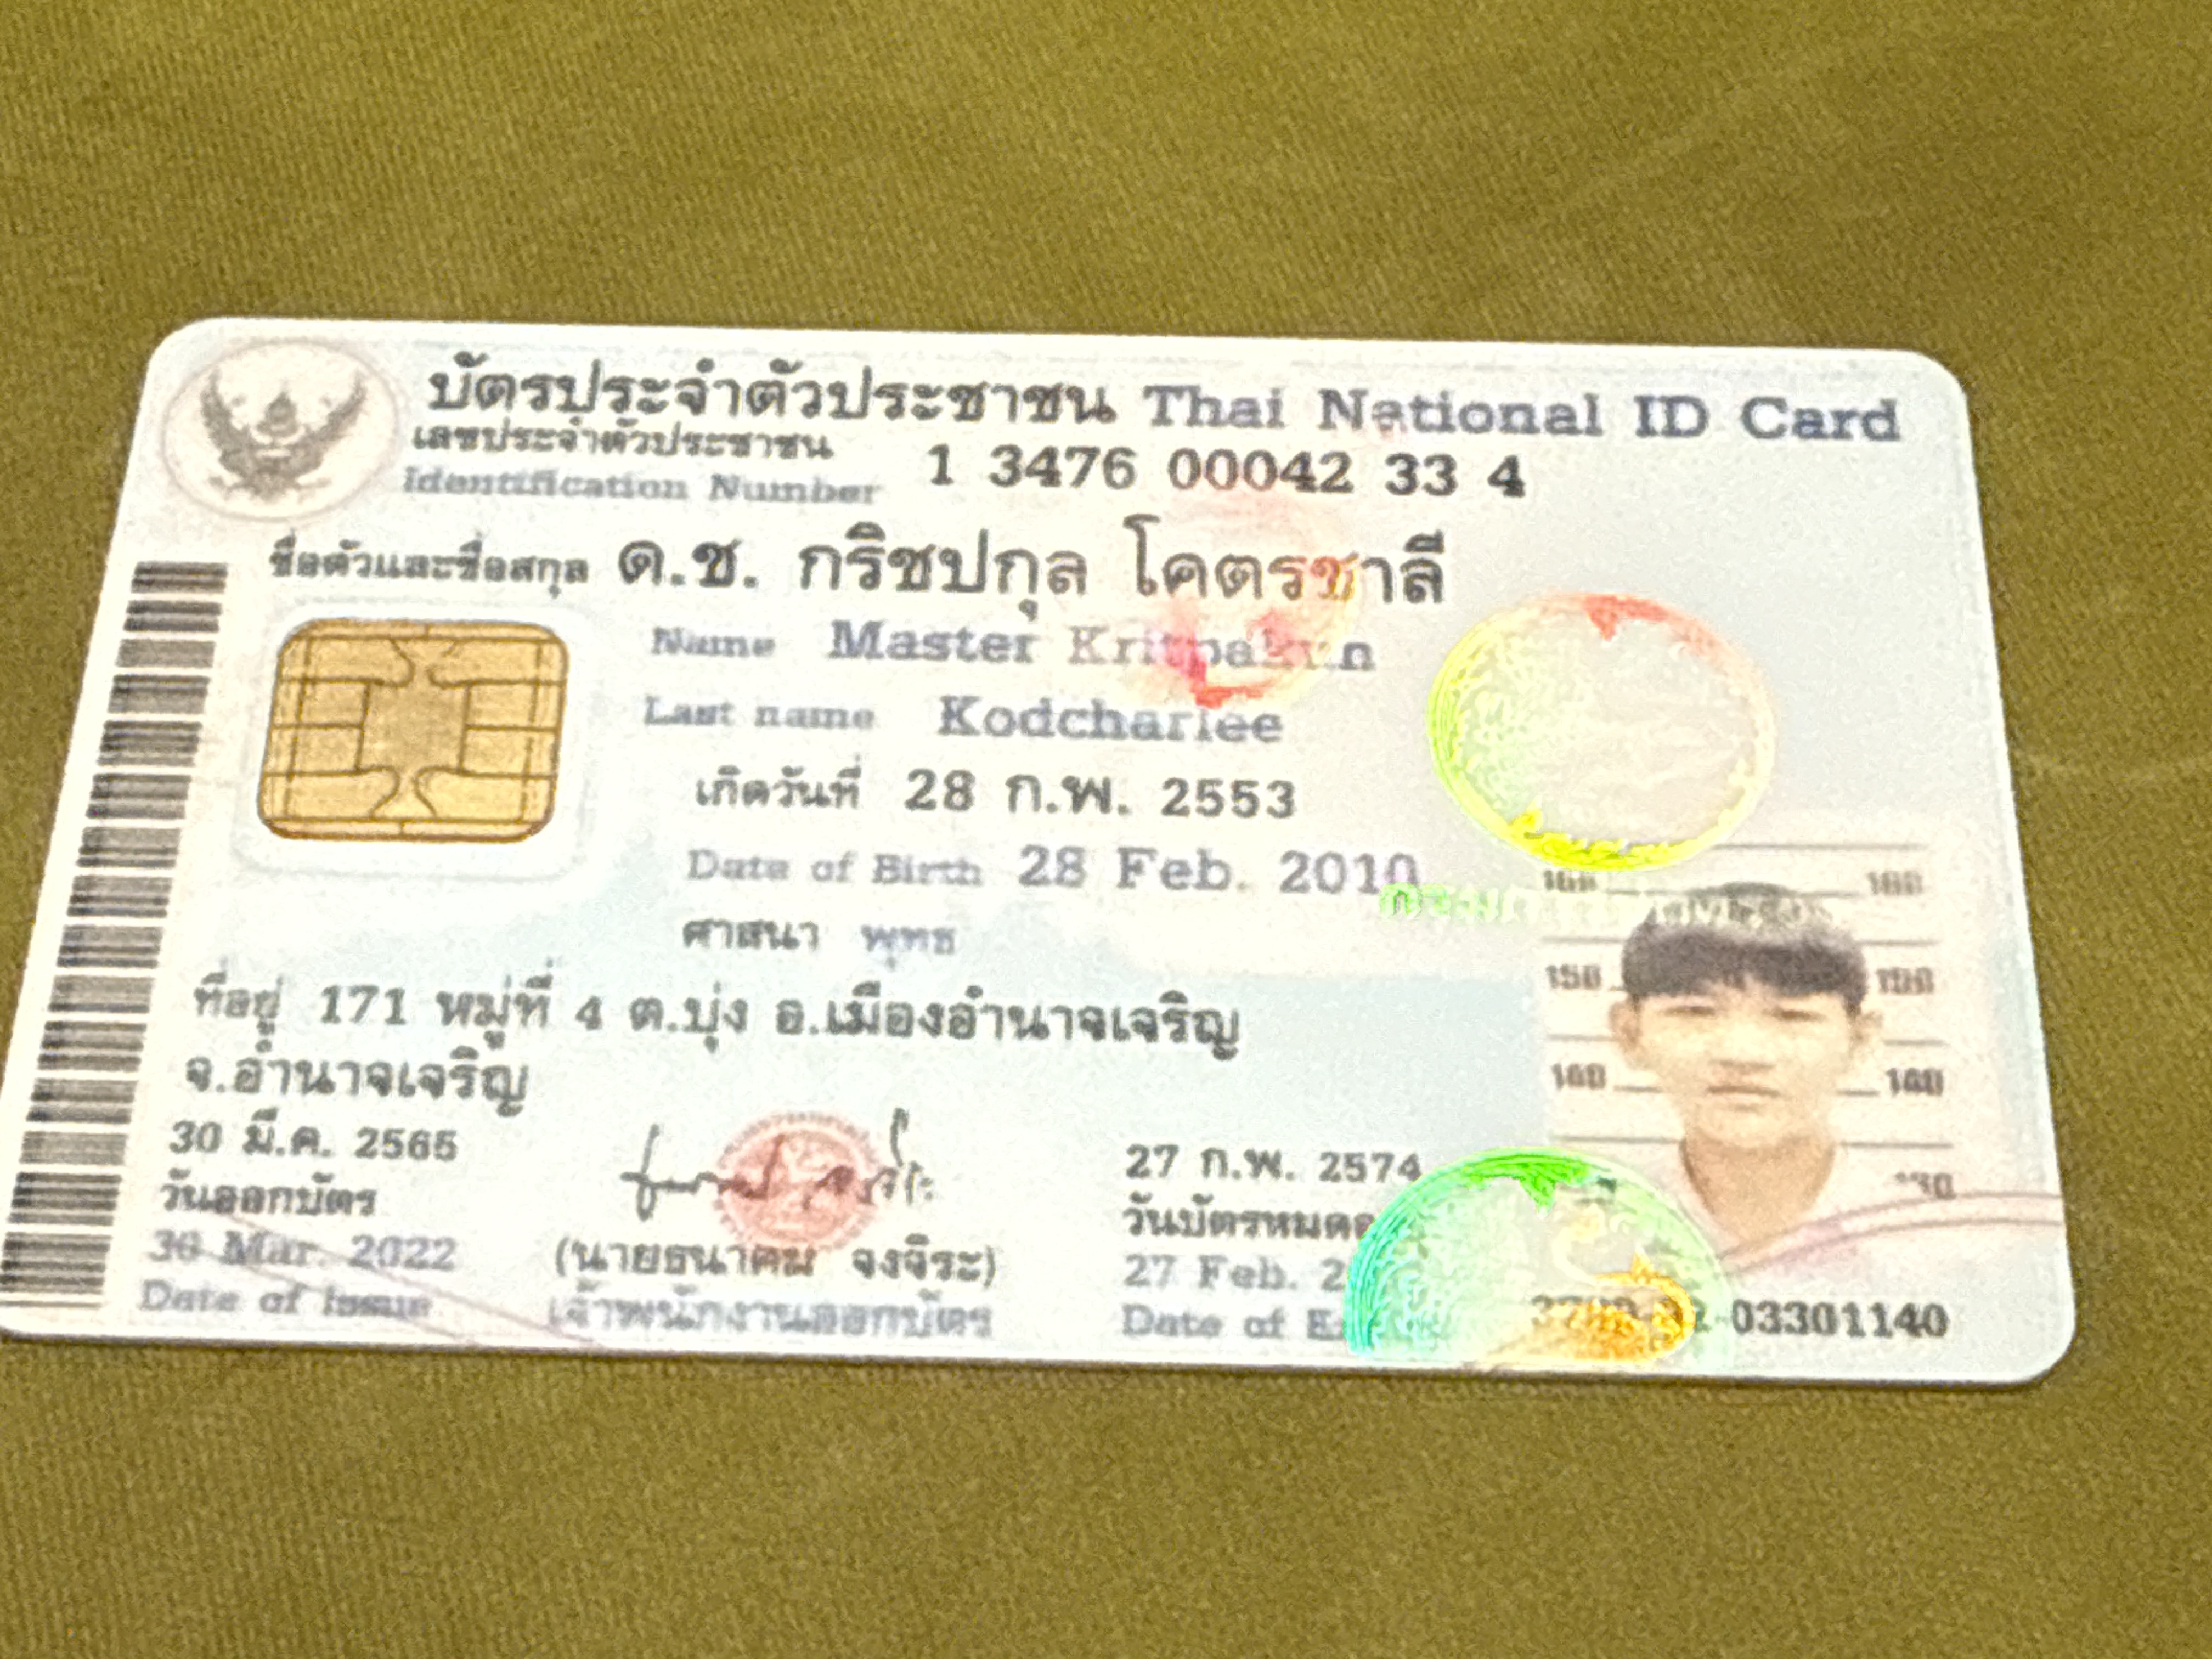 บัตรประจำตัวประชาชน Thai National ID Card
เลขประจำตัวประชาชน
Identification Number 1 3476 00042 33 4
ชื่อตัวและชื่อสกุล ด.ช. กริชปกุล โคตรชาลี
Name Master
Last name Kodcharlee
เกิดวันที่ 28 ก.พ. 2553
Date of Birth 28 Feb. 2010
ศาสนา พุทธ
ที่อยู่ 171 หมู่ที่ 4 ต.บุ่ง อ.เมืองอำนาจเจริญ
จ.อำนาจเจริญ
30 มี.ค. 2565
วันออกบัตร
30 Mar. 2022
Date of Issue
(นายธนาคม จงจิระ)
เจ้าพนักงานออกบัตร
27 ก.พ. 2574
27 Feb.
Date of
03301140
160 160
150 150
140 140